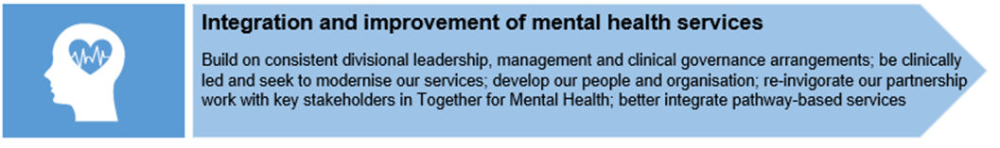 Integration and improvement of mental health services
Build on consistent divisional leadership, management and clinical governance arrangements; be clinically
led and seek to modernise our services; develop our people and organisation; re-invigorate our partnership
work with key stakeholders in Together for Mental Health; better integrate pathway-based services